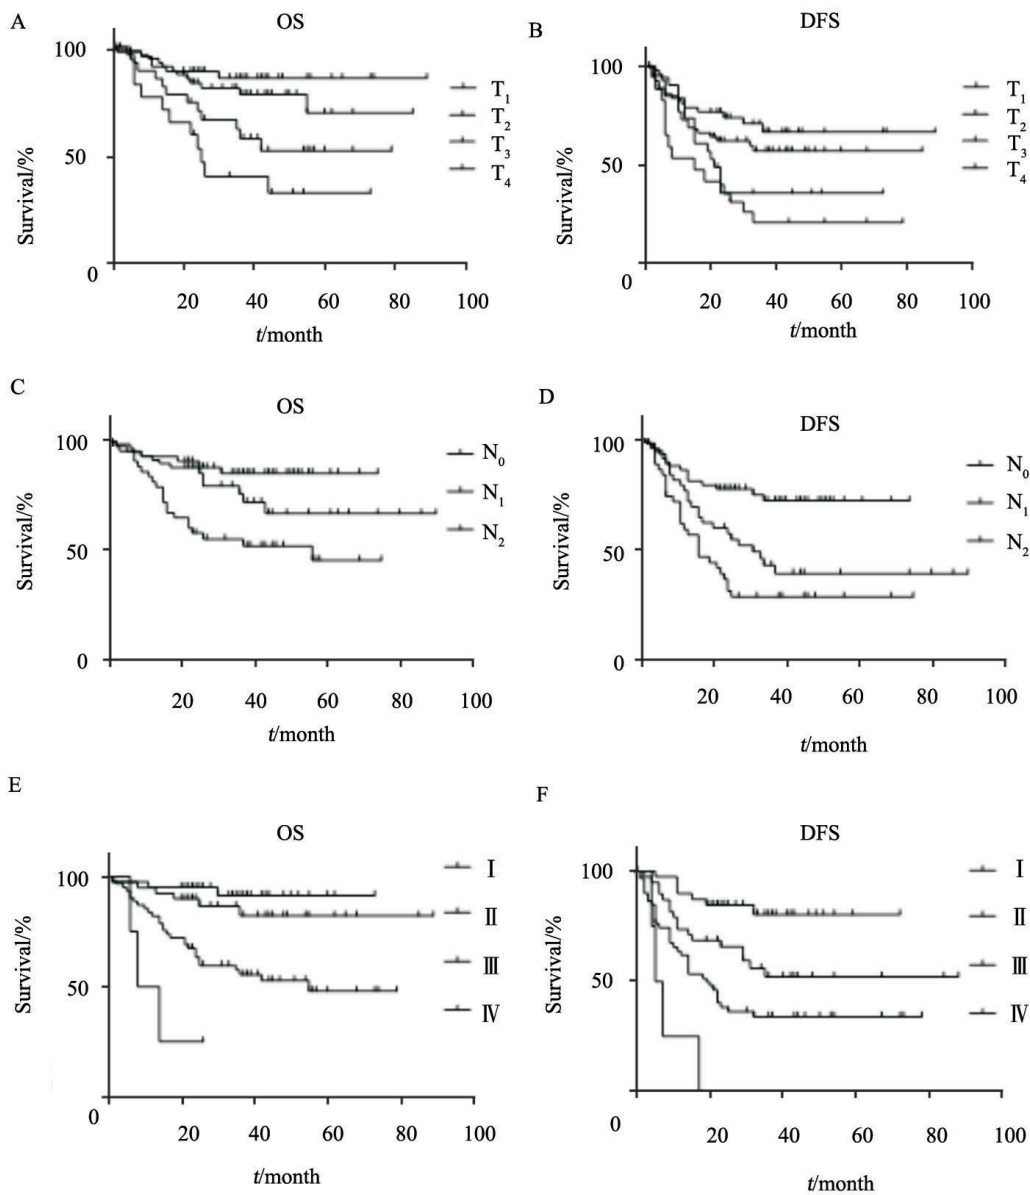 A
OS
100
50
0
Survival/%
20 40 60 80 100
t/month
T₁
T₂
T₃
T₄
B
DFS
100
50
0
Survival/%
20 40 60 80 100
t/month
T₁
T₂
T₃
T₄
C
OS
100
50
0
Survival/%
20 40 60 80 100
t/month
N₀
N₁
N₂
D
DFS
100
50
0
Survival/%
20 40 60 80 100
t/month
N₀
N₁
N₂
E
OS
100
50
0
Survival/%
20 40 60 80 100
t/month
Ⅰ
Ⅱ
Ⅲ
Ⅳ
F
DFS
100
50
0
Survival/%
20 40 60 80 100
t/month
Ⅰ
Ⅱ
Ⅲ
Ⅳ